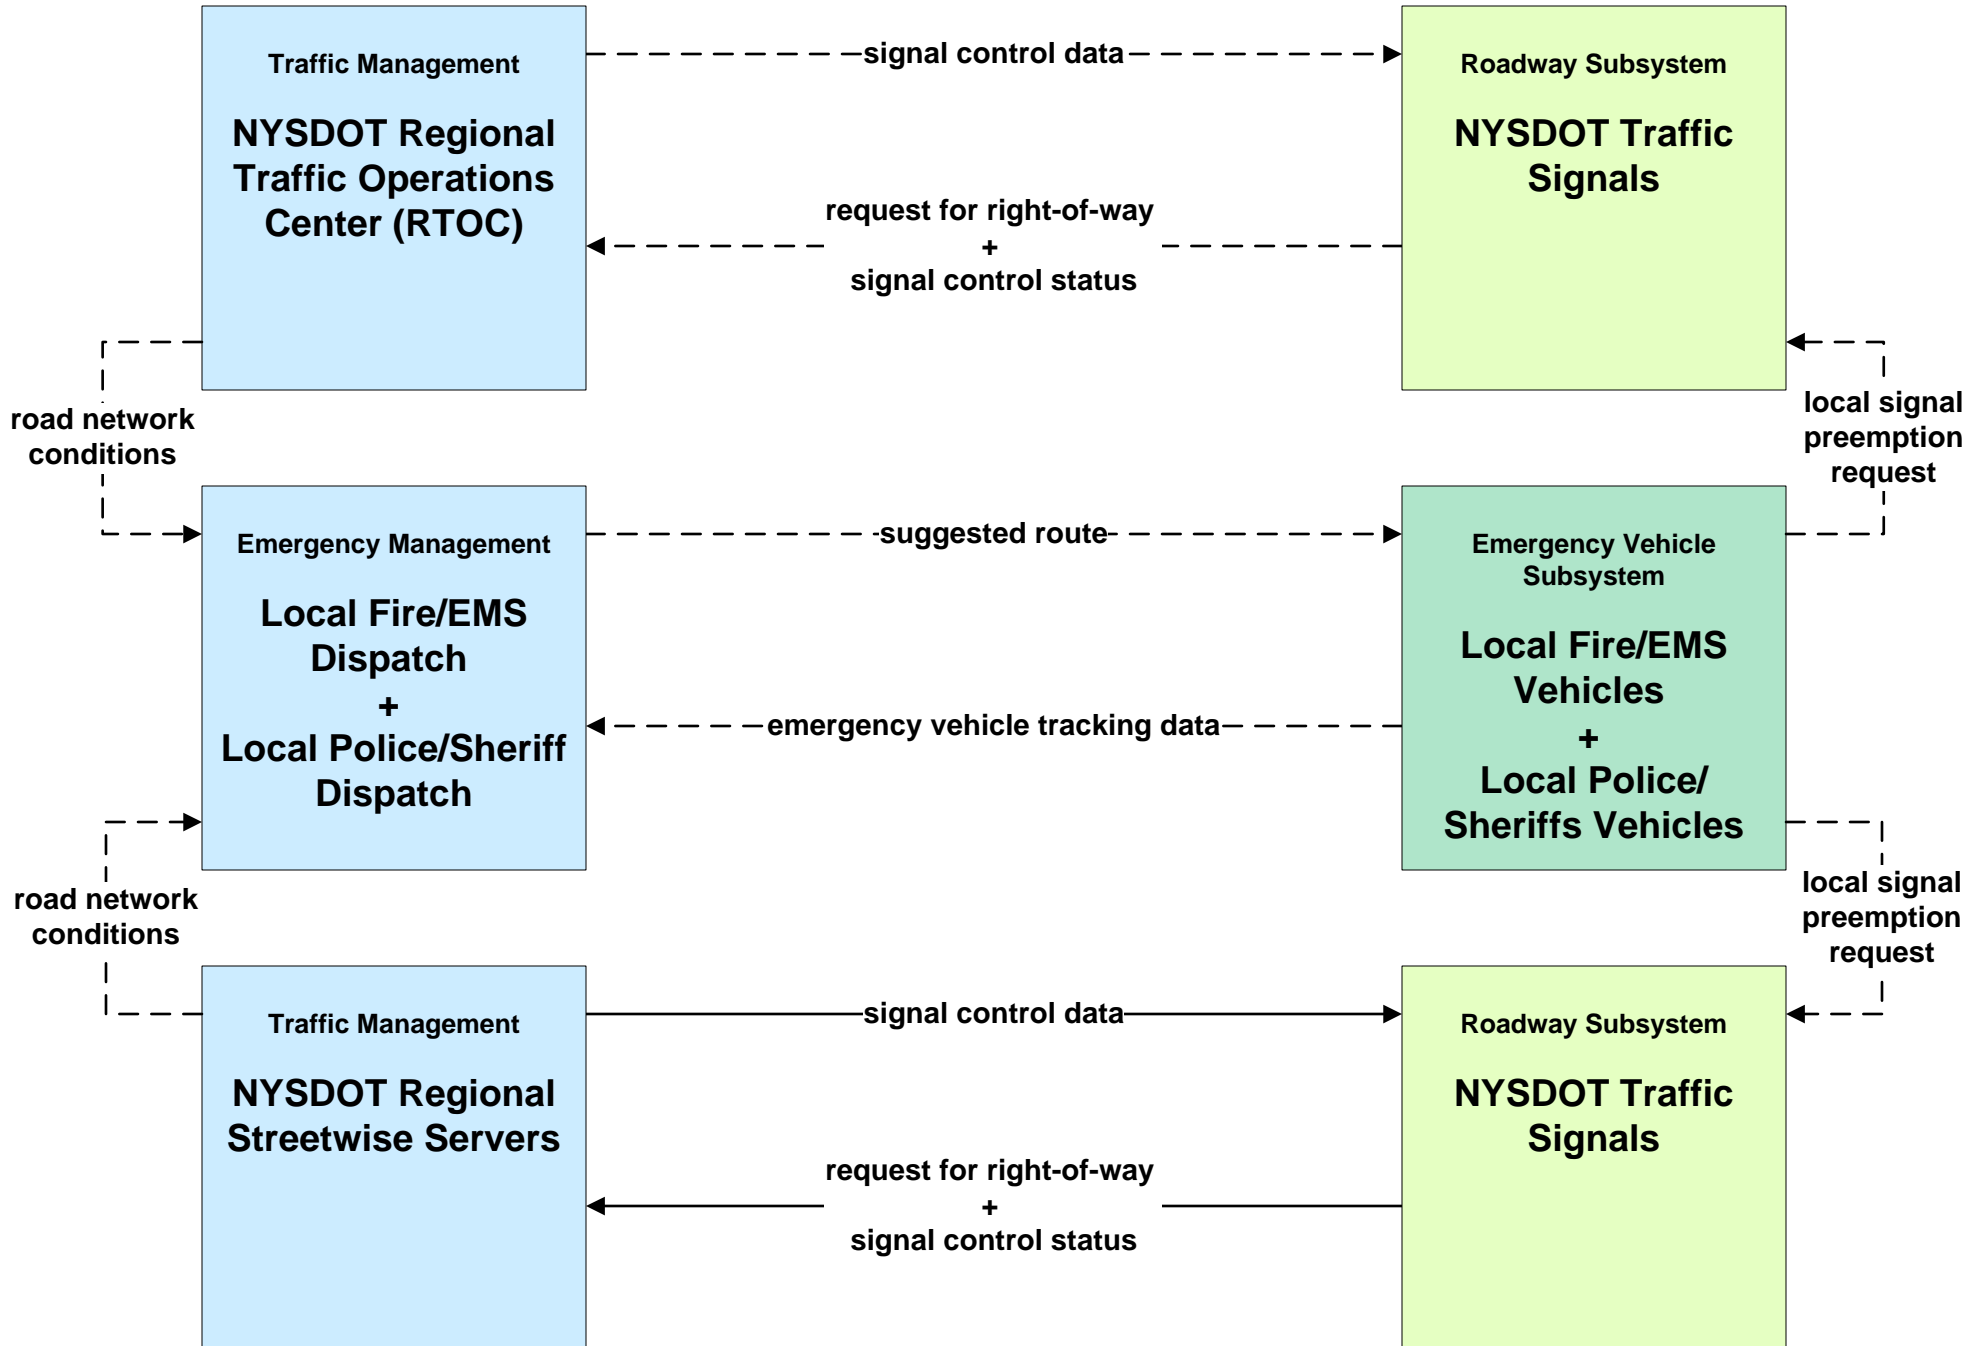 Traffic Management
NYSDOT Regional
Traffic Operations
Center (RTOC)
signal control data
request for right-of-way
+
signal control status
Roadway Subsystem
NYSDOT Traffic
Signals
road network
conditions
local signal
preemption
request
Emergency Management
Local Fire/EMS
Dispatch
+
Local Police/Sheriff
Dispatch
suggested route
emergency vehicle tracking data
Emergency Vehicle
Subsystem
Local Fire/EMS
Vehicles
+
Local Police/
Sheriffs Vehicles
road network
conditions
local signal
preemption
request
Traffic Management
NYSDOT Regional
Streetwise Servers
signal control data
request for right-of-way
+
signal control status
Roadway Subsystem
NYSDOT Traffic
Signals